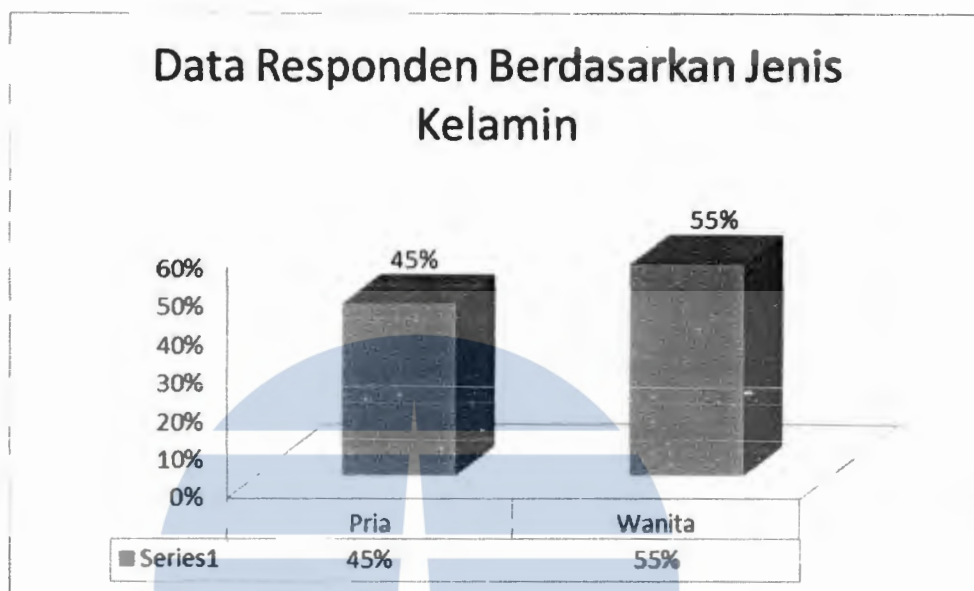 Data Responden Berdasarkan Jenis
Kelamin
55%
45%
60%
50%
40%
30%
20%
10%
0%
Pria Wanita
Series1 45% 55%